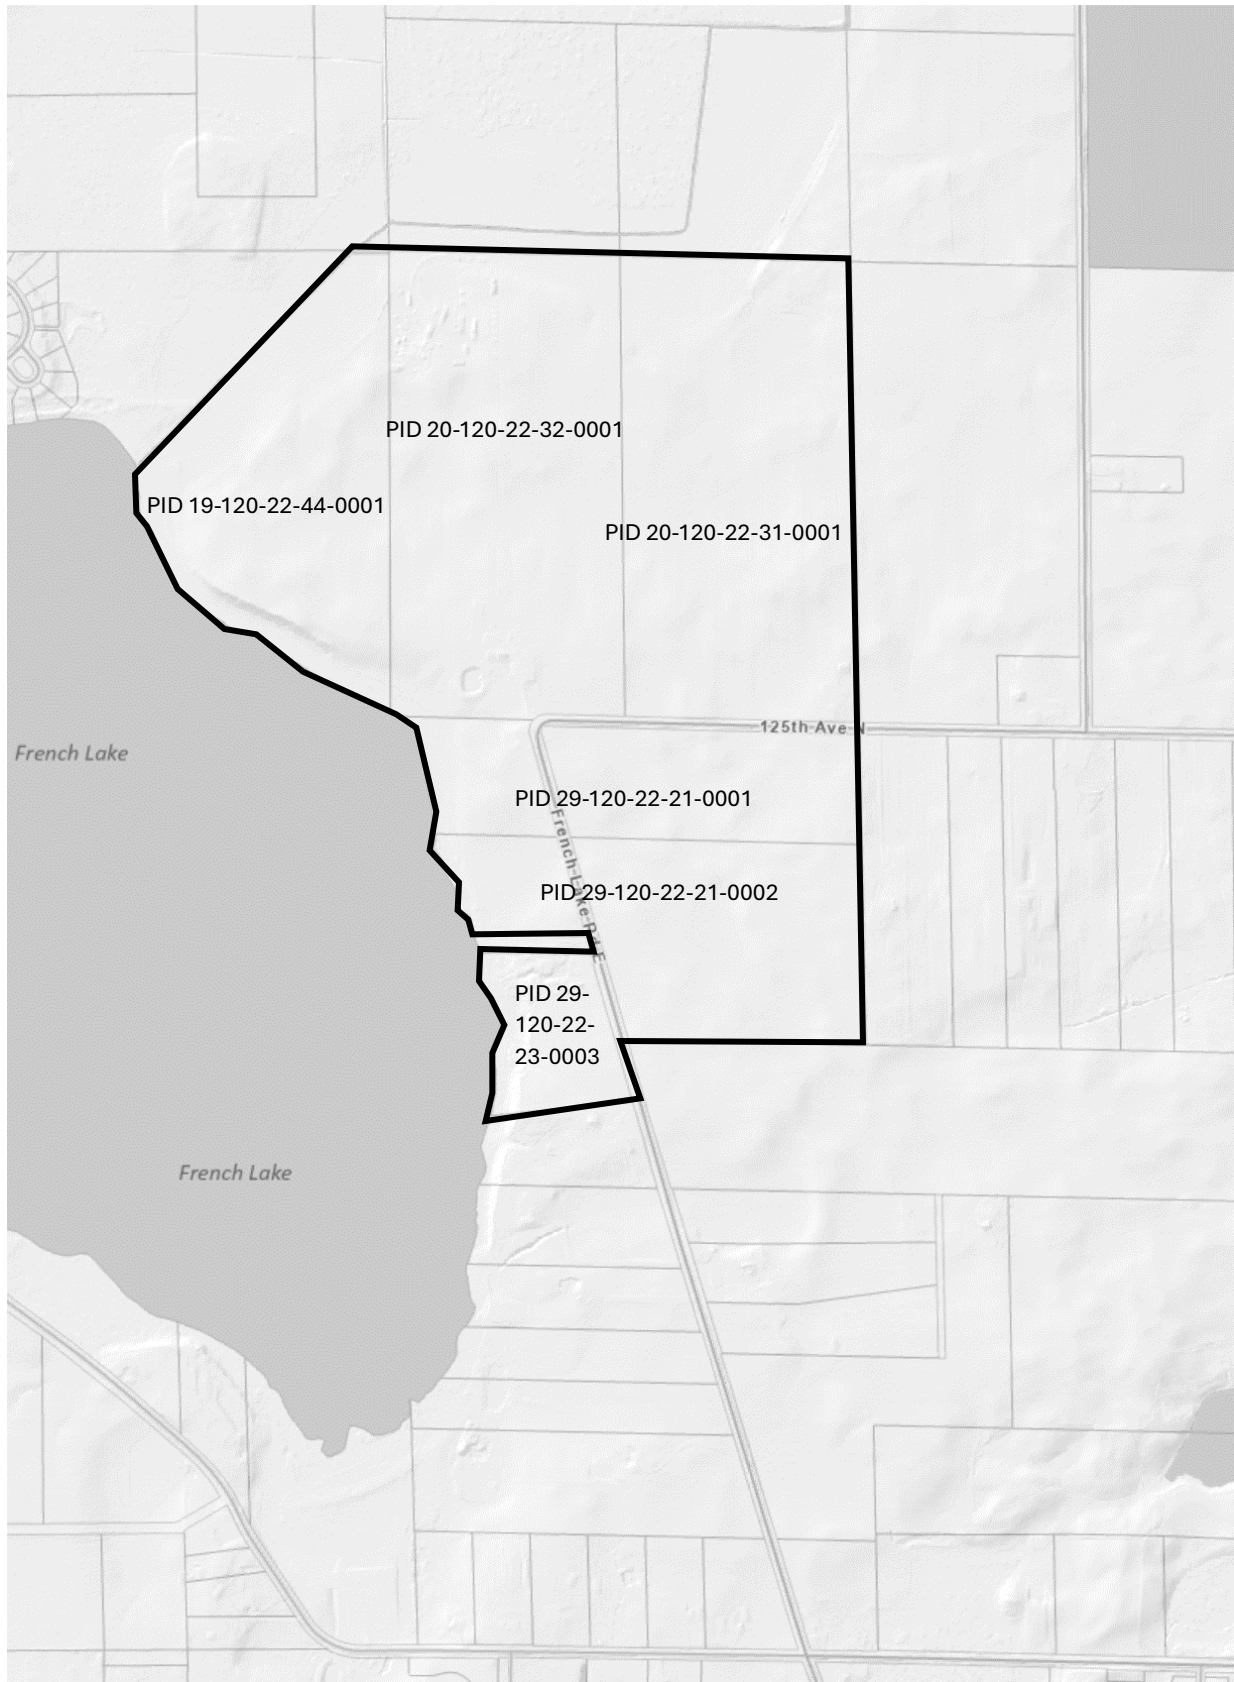 PID 20-120-22-32-0001
PID 19-120-22-44-0001
PID 20-120-22-31-0001
125th Ave N
French Lake
PID 29-120-22-21-0001
French Lake Rd E
PID 29-120-22-21-0002
PID 29-
120-22-
23-0003
French Lake